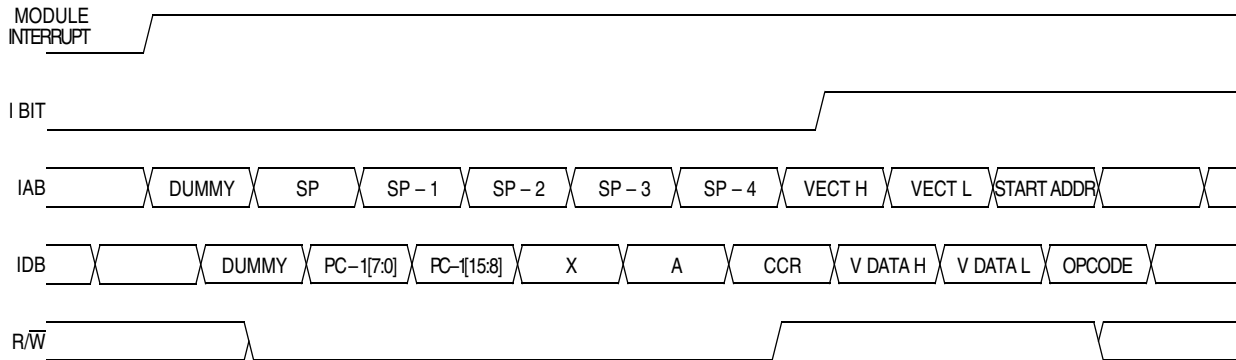 MODULE
INTERRUPT
I BIT
IAB DUMMY SP SP – 1 SP – 2 SP – 3 SP – 4 VECT H VECT L START ADDR
IDB DUMMY PC–1[7:0] PC–1[15:8] X A CCR V DATA H V DATA L OPCODE
R/W̅